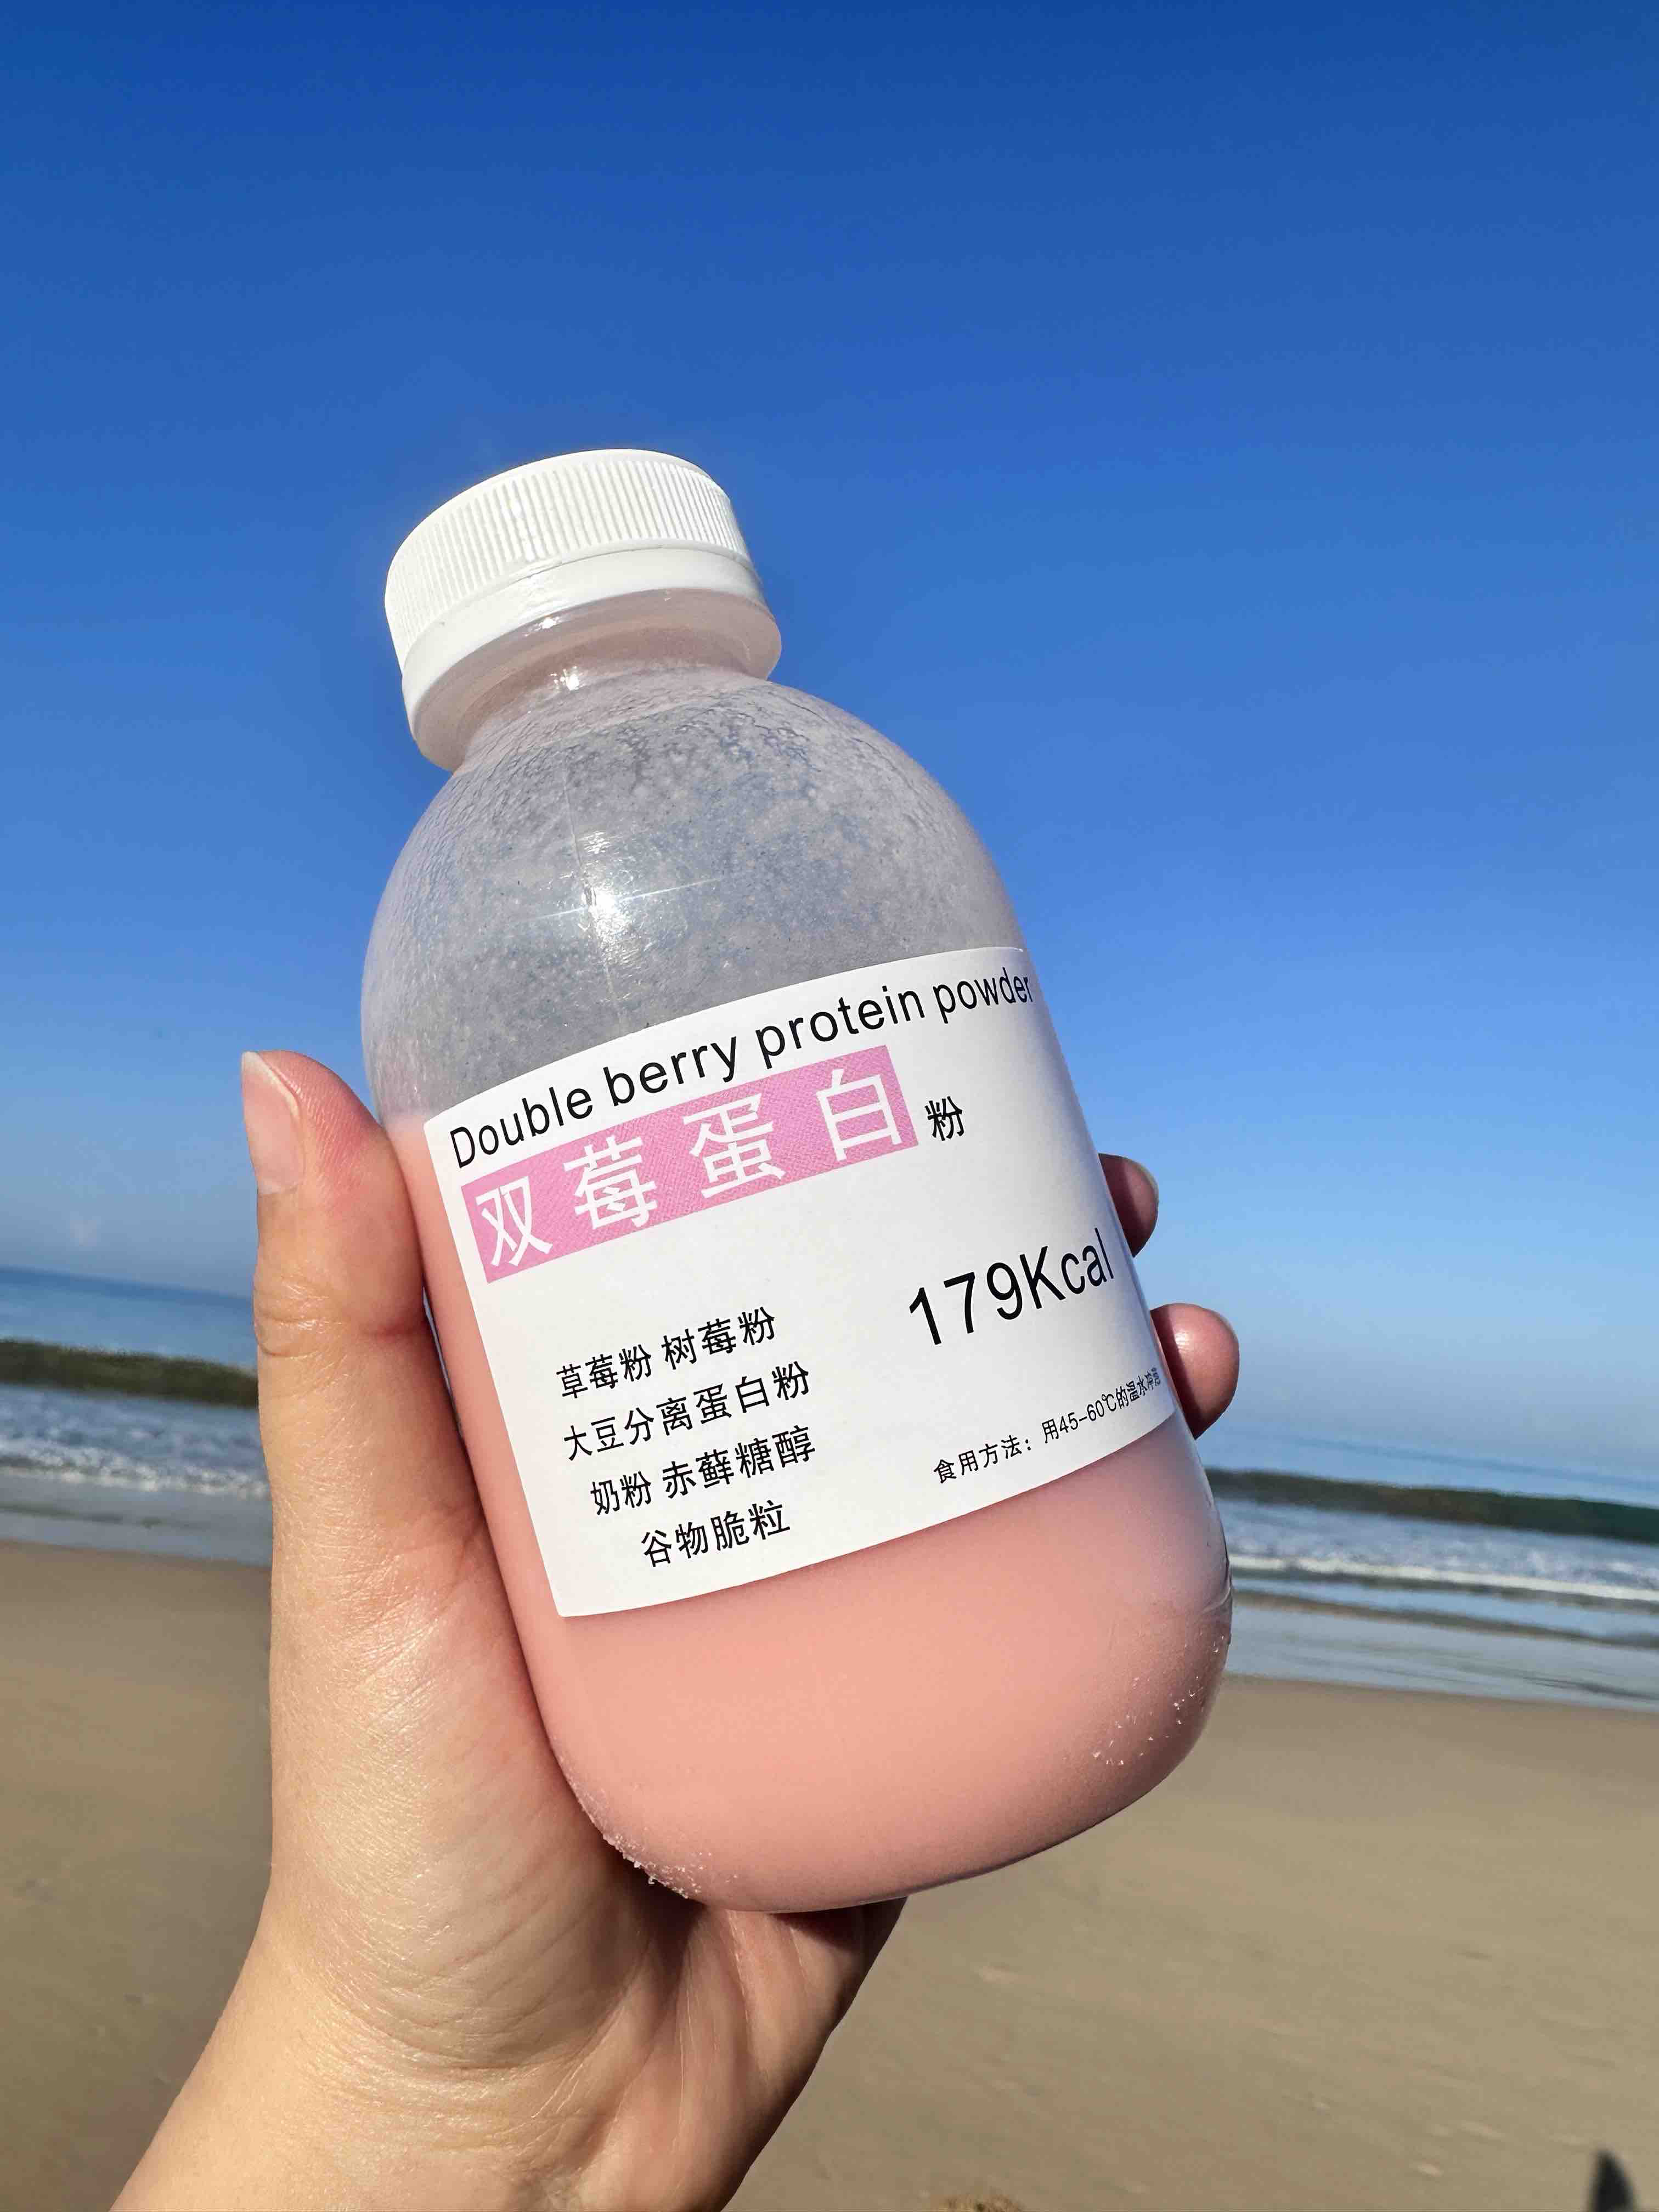 Double berry protein powder
双莓蛋白粉
179Kcal
草莓粉 树莓粉
大豆分离蛋白粉
奶粉 赤藓糖醇
谷物脆粒
食用方法：用45-60℃的温水冲泡